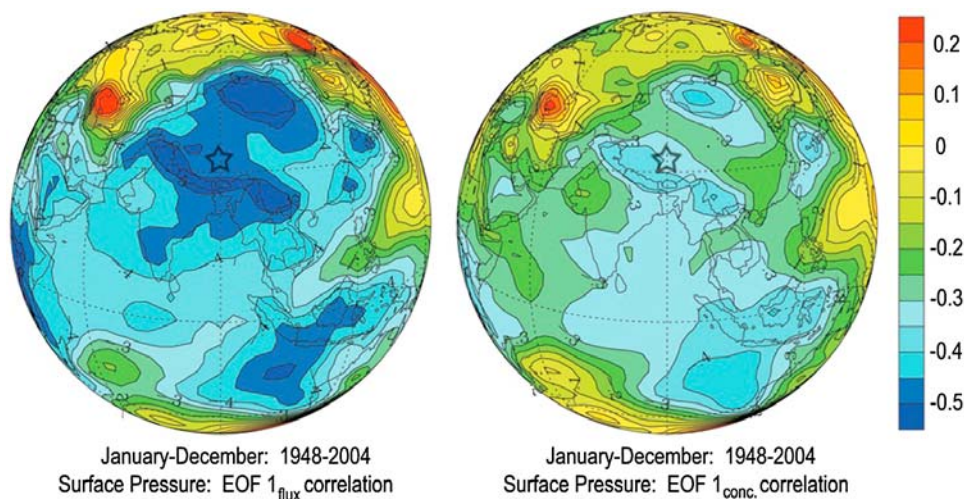 0.2
0.1
0
-0.1
-0.2
-0.3
-0.4
-0.5
January-December: 1948-2004
Surface Pressure: EOF 1flux correlation
January-December: 1948-2004
Surface Pressure: EOF 1conc. correlation